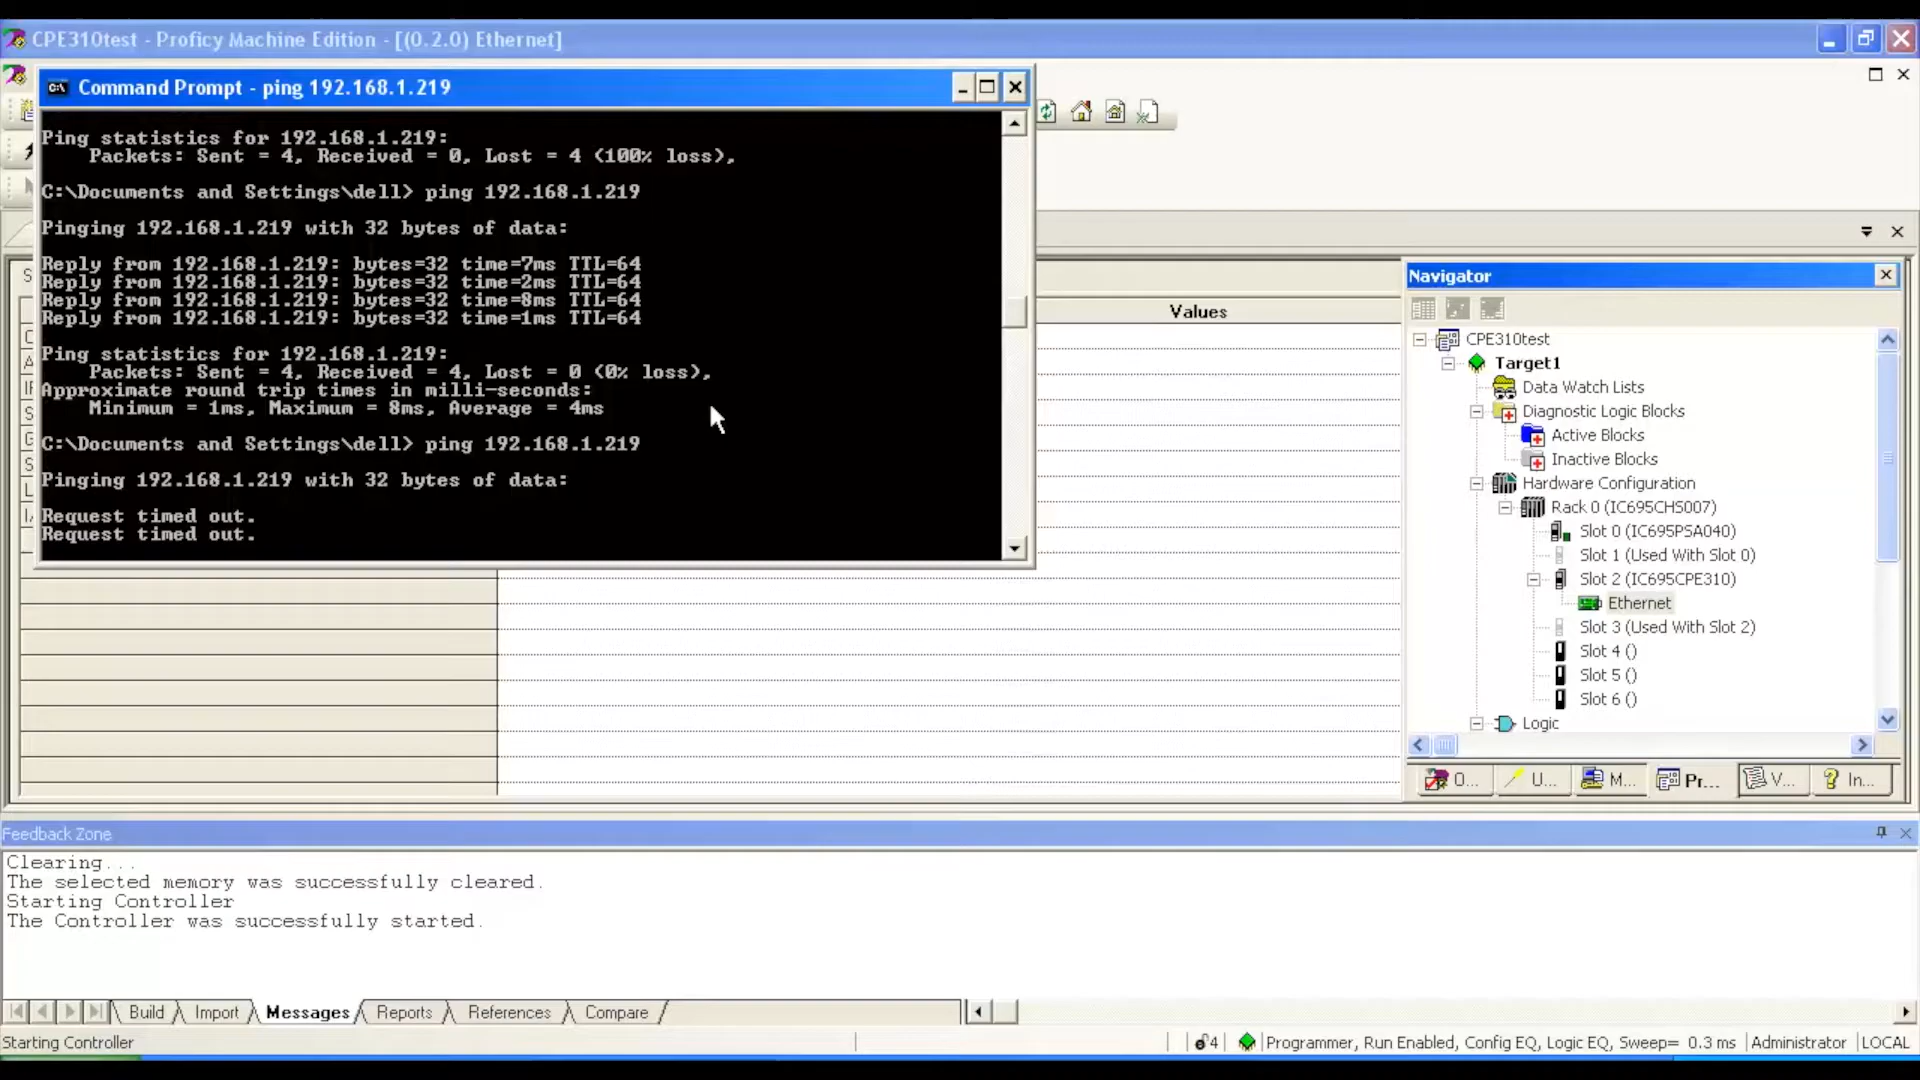 CPE310test - Proficy Machine Edition - [(0.2.0) Ethernet]
Command Prompt - ping 192.168.1.219
Ping statistics for 192.168.1.219:
Packets: Sent = 4, Received = 0, Lost = 4 (100% loss),
C:\Documents and Settings\dell> ping 192.168.1.219
Pinging 192.168.1.219 with 32 bytes of data:
Reply from 192.168.1.219: bytes=32 time=7ms TTL=64
Reply from 192.168.1.219: bytes=32 time=2ms TTL=64
Reply from 192.168.1.219: bytes=32 time=8ms TTL=64
Reply from 192.168.1.219: bytes=32 time=1ms TTL=64
Ping statistics for 192.168.1.219:
Packets: Sent = 4, Received = 4, Lost = 0 (0% loss),
Approximate round trip times in milli-seconds:
Minimum = 1ms, Maximum = 8ms, Average = 4ms
C:\Documents and Settings\dell> ping 192.168.1.219
Pinging 192.168.1.219 with 32 bytes of data:
Request timed out.
Request timed out.
Values
Navigator
CPE310test
Target1
Data Watch Lists
Diagnostic Logic Blocks
Active Blocks
Inactive Blocks
Hardware Configuration
Rack 0 (IC695CHS007)
Slot 0 (IC695PSA040)
Slot 1 (Used With Slot 0)
Slot 2 (IC695CPE310)
Ethernet
Slot 3 (Used With Slot 2)
Slot 4 ()
Slot 5 ()
Slot 6 ()
Logic
O... U... M... Pr... V... In...
Feedback Zone
Clearing...
The selected memory was successfully cleared.
Starting Controller
The Controller was successfully started.
Build Import Messages Reports References Compare
Starting Controller
4 Programmer, Run Enabled, Config EQ, Logic EQ, Sweep= 0.3 ms Administrator LOCAL